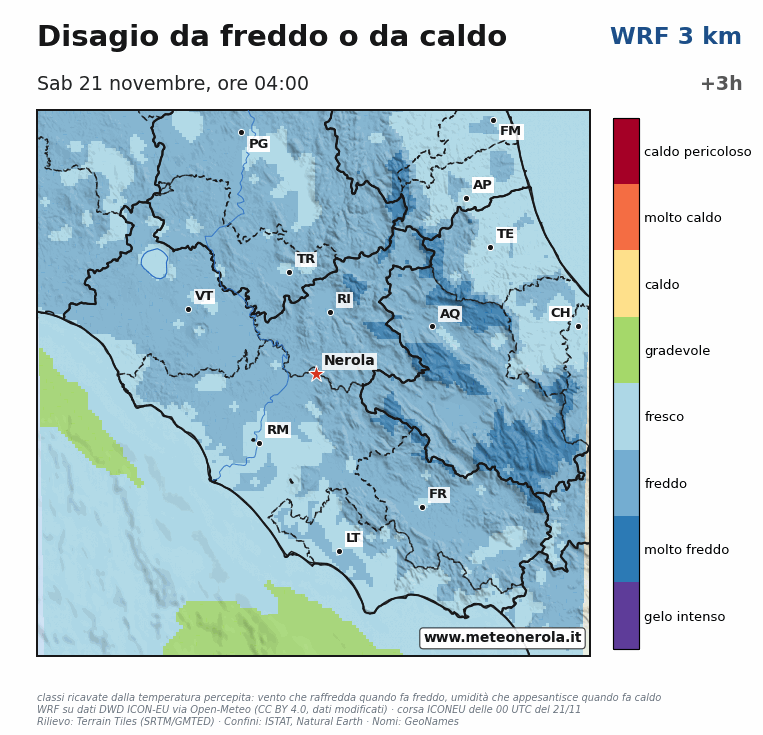 Disagio da freddo o da caldo
WRF 3 km
Sab 21 novembre, ore 04:00
+3h
PG
FM
AP
TE
TR
VT
RI
AQ
CH
Nerola
RM
FR
LT
www.meteonerola.it
caldo pericoloso
molto caldo
caldo
gradevole
fresco
freddo
molto freddo
gelo intenso
classi ricavate dalla temperatura percepita: vento che raffredda quando fa freddo, umidità che appesantisce quando fa caldo
WRF su dati DWD ICON-EU via Open-Meteo (CC BY 4.0, dati modificati) · corsa ICONEU delle 00 UTC del 21/11
Rilievo: Terrain Tiles (SRTM/GMTED) · Confini: ISTAT, Natural Earth · Nomi: GeoNames